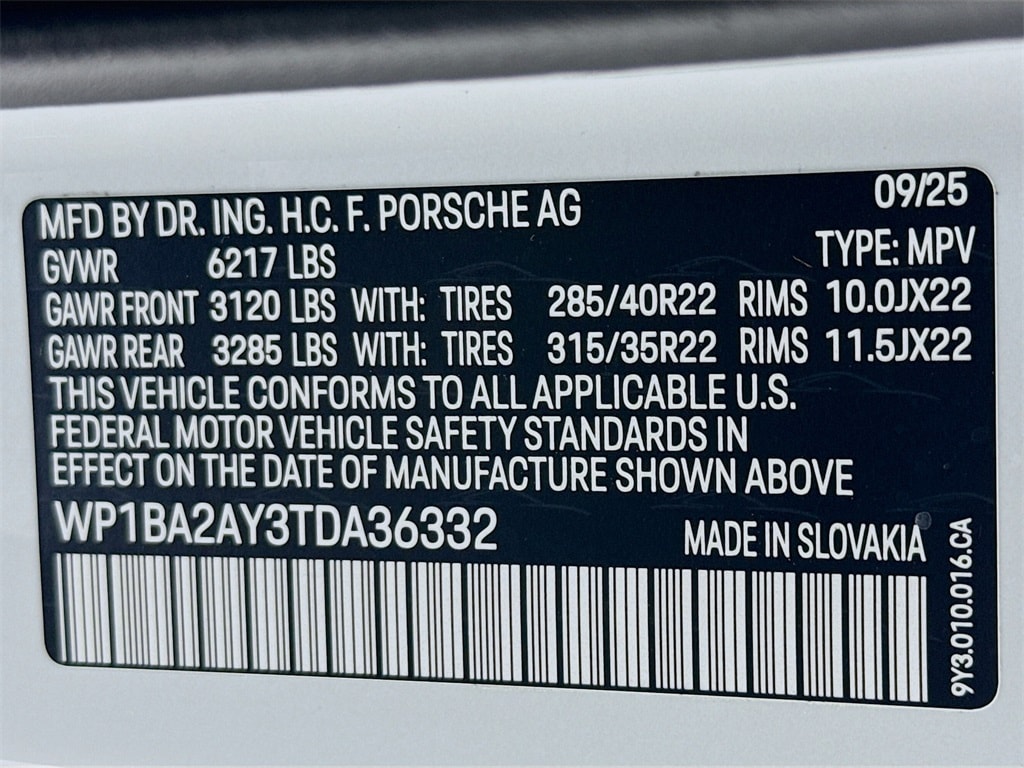 MFD BY DR. ING. H.C. F. PORSCHE AG 09/25
TYPE: MPV
GVWR 6217 LBS
GAWR FRONT 3120 LBS WITH: TIRES 285/40R22 RIMS 10.0JX22
GAWR REAR 3285 LBS WITH: TIRES 315/35R22 RIMS 11.5JX22
THIS VEHICLE CONFORMS TO ALL APPLICABLE U.S.
FEDERAL MOTOR VEHICLE SAFETY STANDARDS IN
EFFECT ON THE DATE OF MANUFACTURE SHOWN ABOVE
WP1BA2AY3TDA36332 MADE IN SLOVAKIA
9Y3.010.016.CA